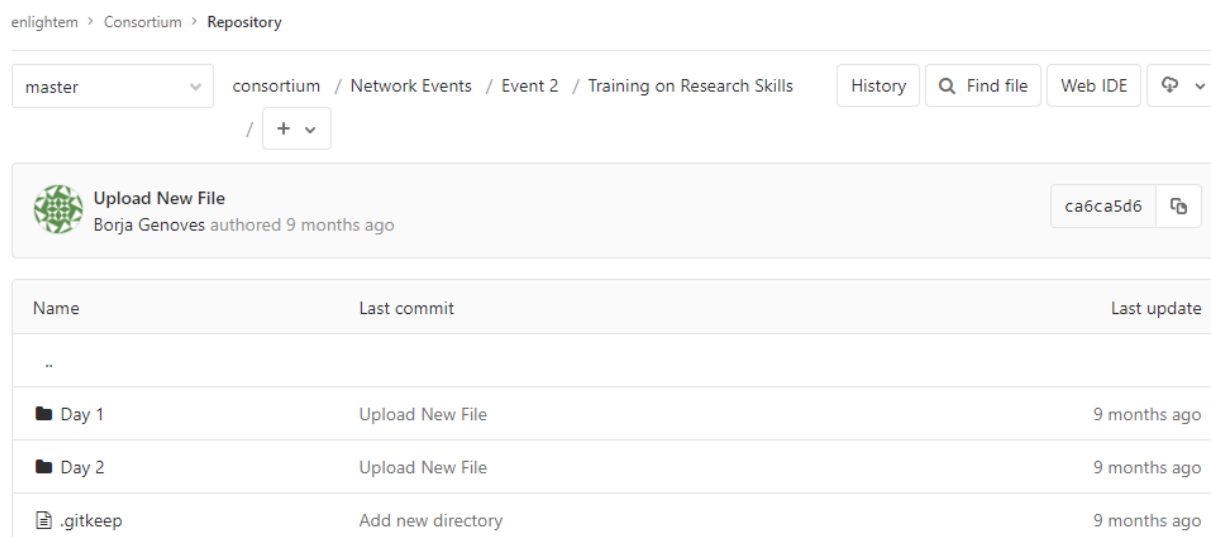 enlightem > Consortium > Repository
master
consortium / Network Events / Event 2 / Training on Research Skills
History
Find file
Web IDE
/ +
Upload New File
Borja Genoves authored 9 months ago
ca6ca5d6
Name Last commit Last update
..
Day 1 Upload New File 9 months ago
Day 2 Upload New File 9 months ago
.gitkeep Add new directory 9 months ago